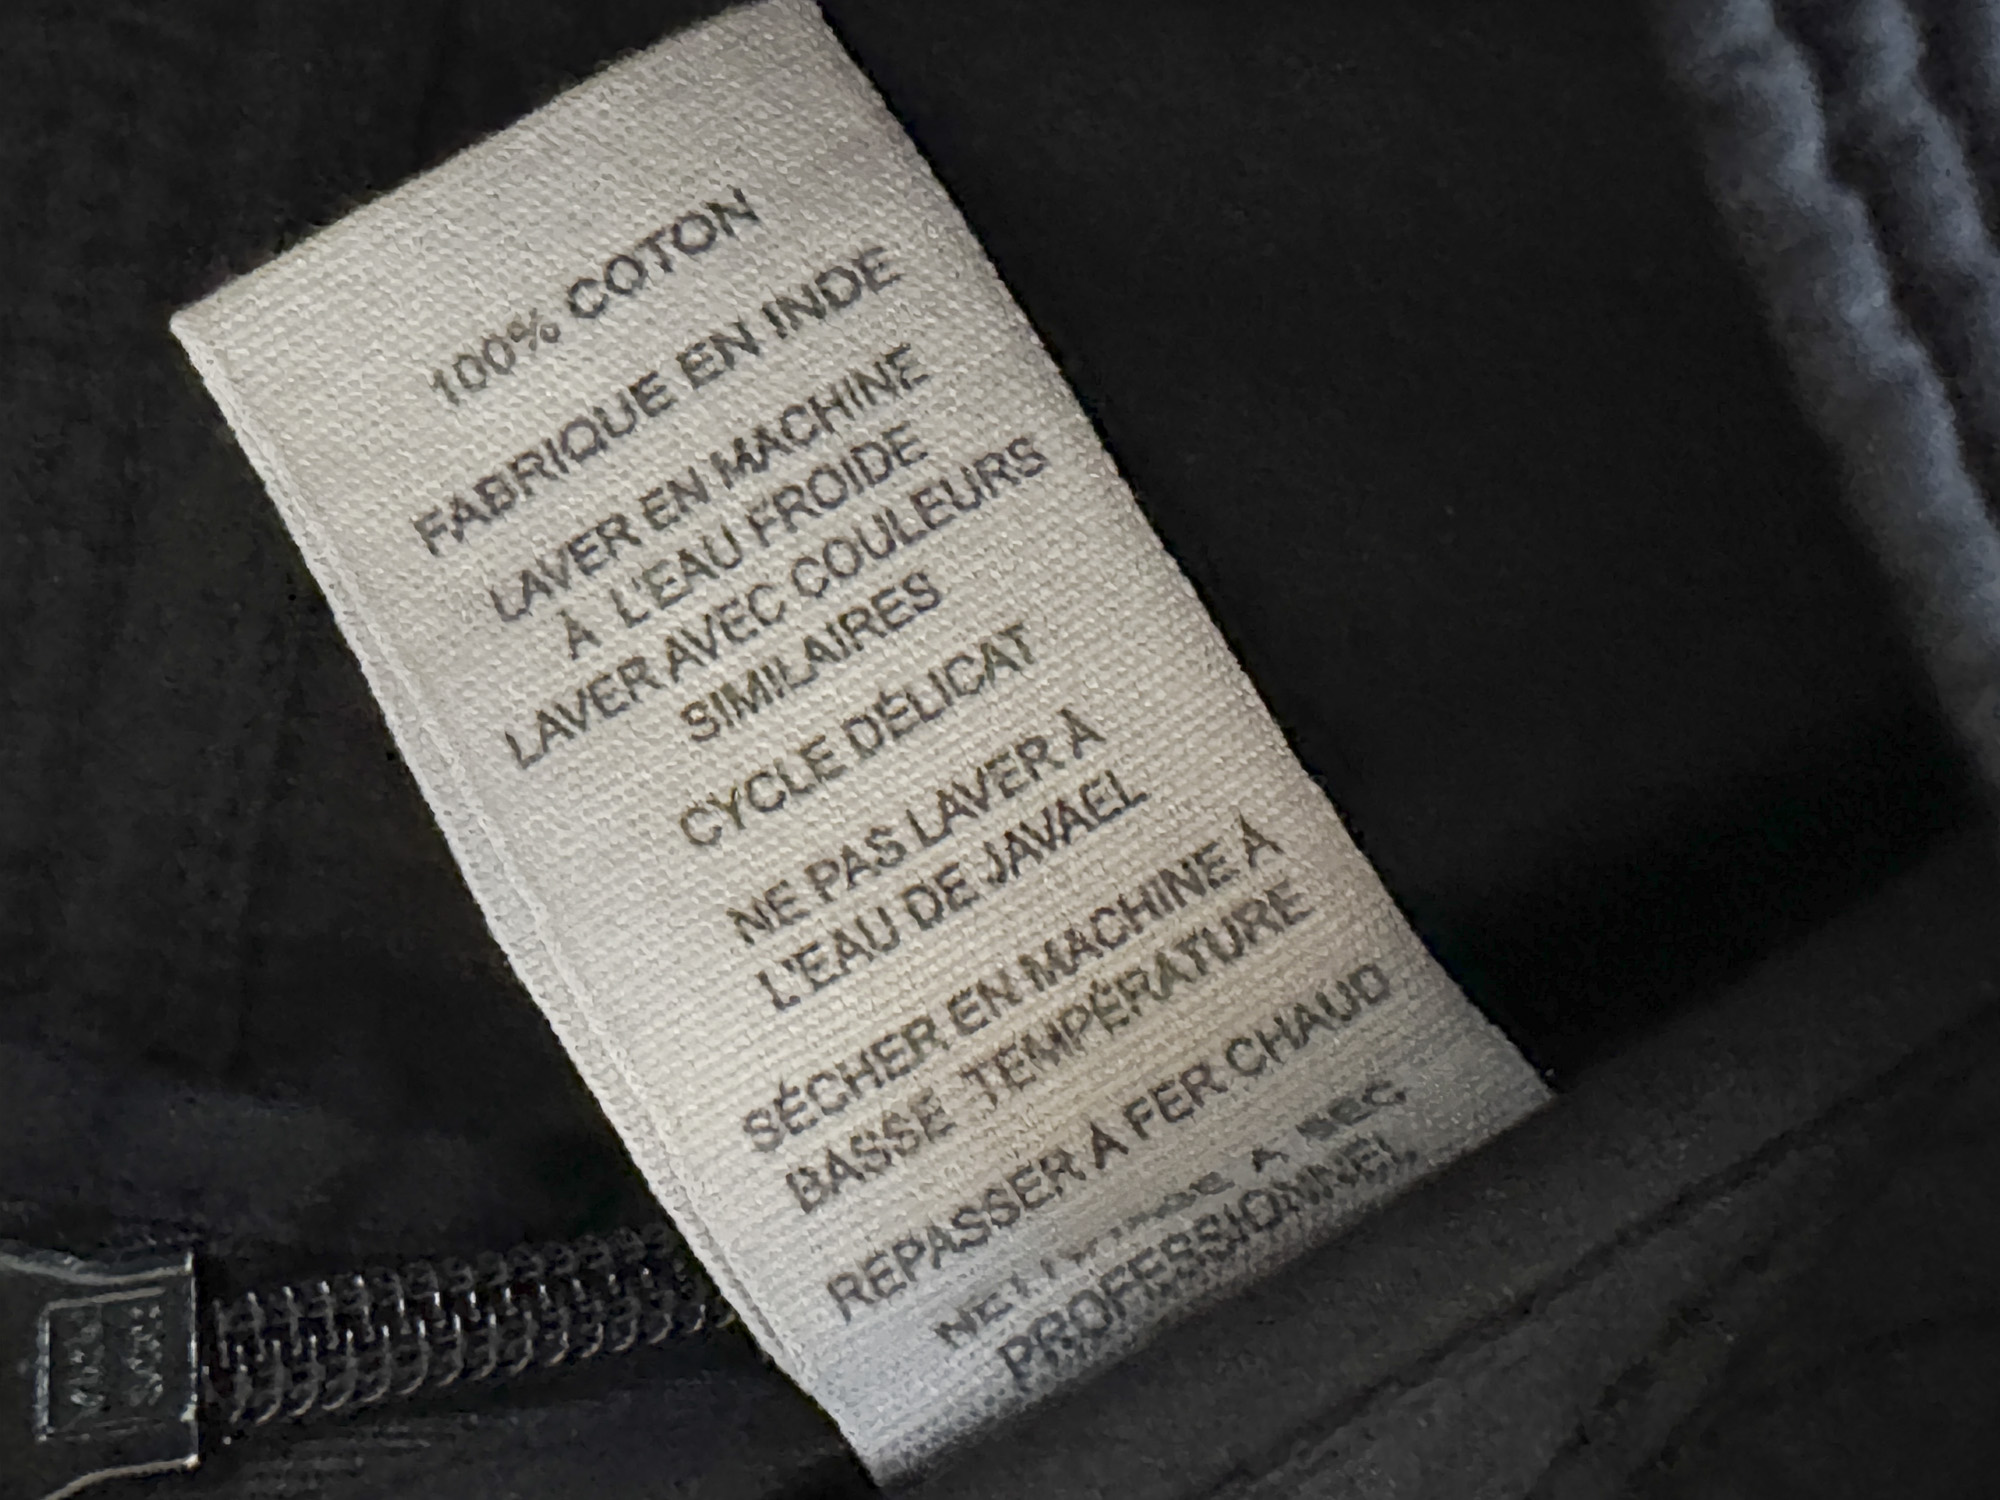 100% COTON
FABRIQUE EN INDE
LAVER EN MACHINE
À L'EAU FROIDE
LAVER AVEC COULEURS
SIMILAIRES
CYCLE DÉLICAT
NE PAS LAVER À
L'EAU DE JAVAEL
SÉCHER EN MACHINE À
BASSE TEMPÉRATURE
REPASSER A FER CHAUD
A SEC
PROFESSIONNEL